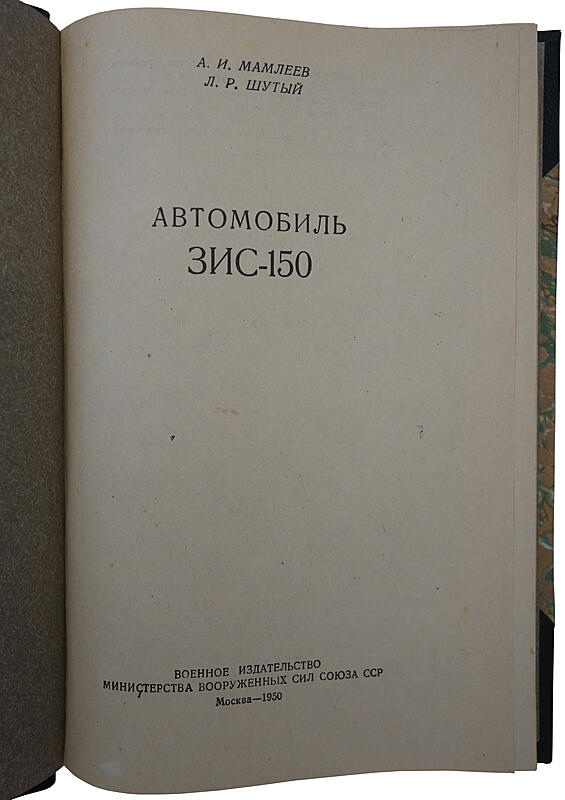 А. И. МАМЛЕЕВ
Л. Р. ШУТЫЙ
АВТОМОБИЛЬ
ЗИС-150
ВОЕННОЕ ИЗДАТЕЛЬСТВО
МИНИСТЕРСТВА ВООРУЖЕННЫХ СИЛ СОЮЗА ССР
Москва—1950